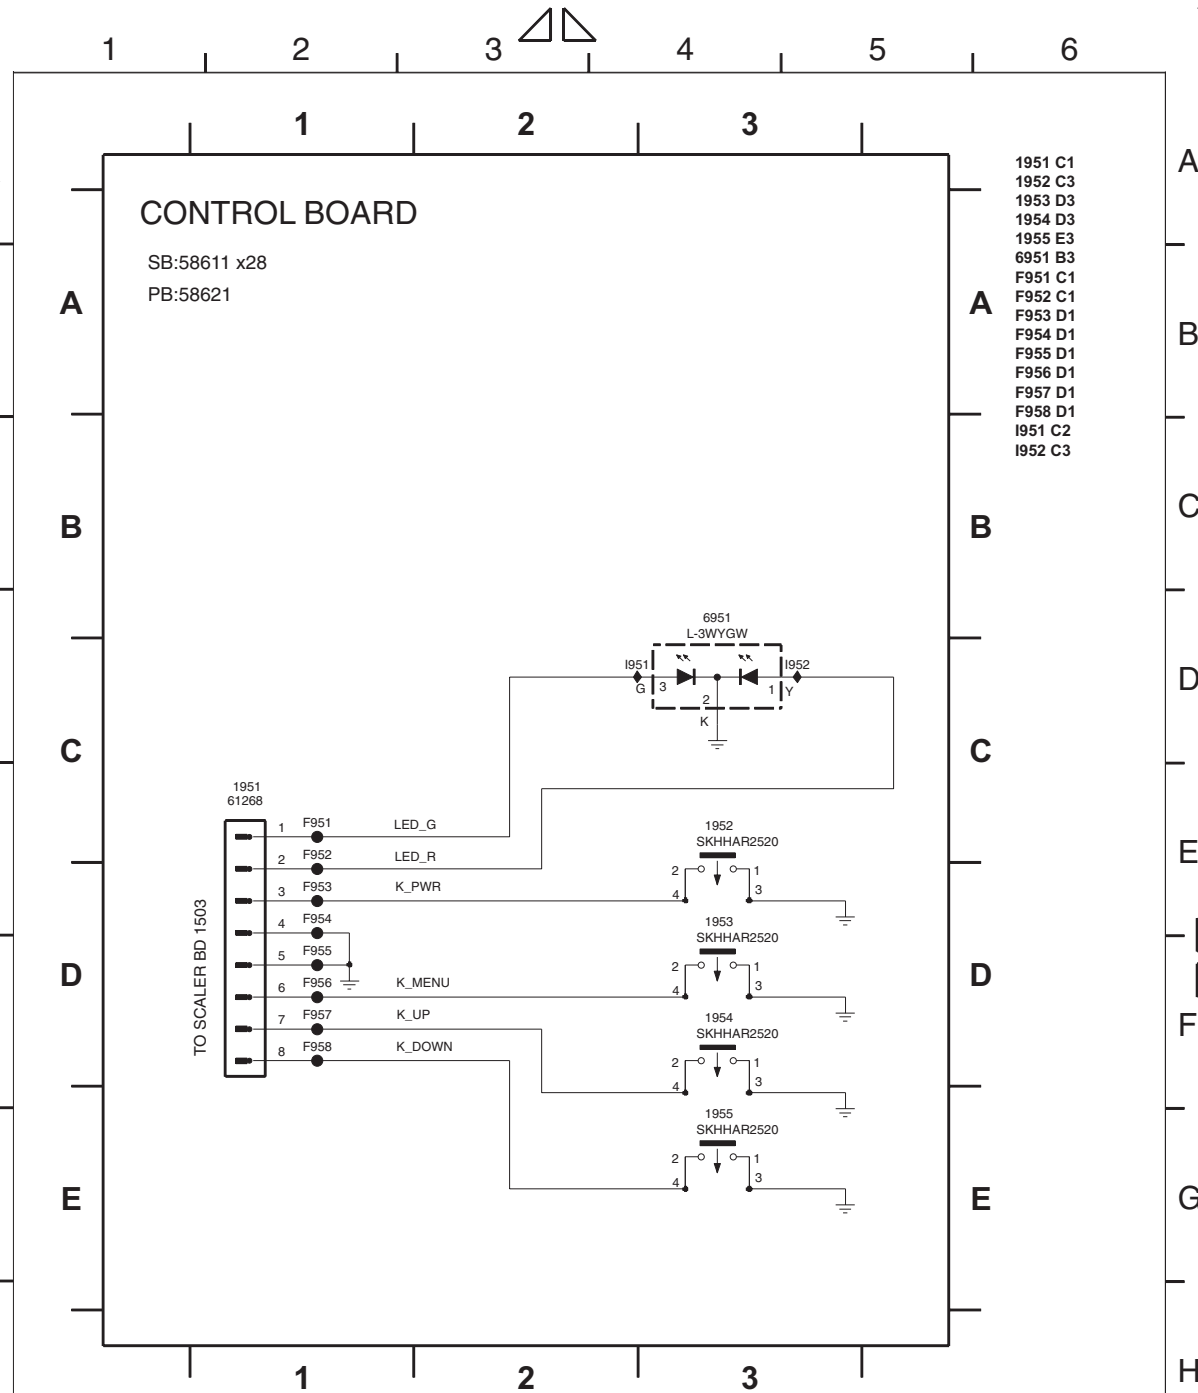 1 2 3 4 5 6
1 2 3
CONTROL BOARD
SB:58611 x28
PB:58621
1951 C1
1952 C3
1953 D3
1954 D3
1955 E3
6951 B3
F951 C1
F952 C1
F953 D1
F954 D1
F955 D1
F956 D1
F957 D1
F958 D1
I951 C2
I952 C3
A
B
C
D
E
F
G
H
A A
B B
C C
D D
E E
6951
L-3WYGW
I951 I952
G 3 1 Y
2
K
1951
61268
TO SCALER BD 1503
1 F951 LED_G
2 F952 LED_R
3 F953 K_PWR
4 F954
5 F955
6 F956 K_MENU
7 F957 K_UP
8 F958 K_DOWN
1952
SKHHAR2520
2 1
4 3
1953
SKHHAR2520
2 1
4 3
1954
SKHHAR2520
2 1
4 3
1955
SKHHAR2520
2 1
4 3
1 2 3